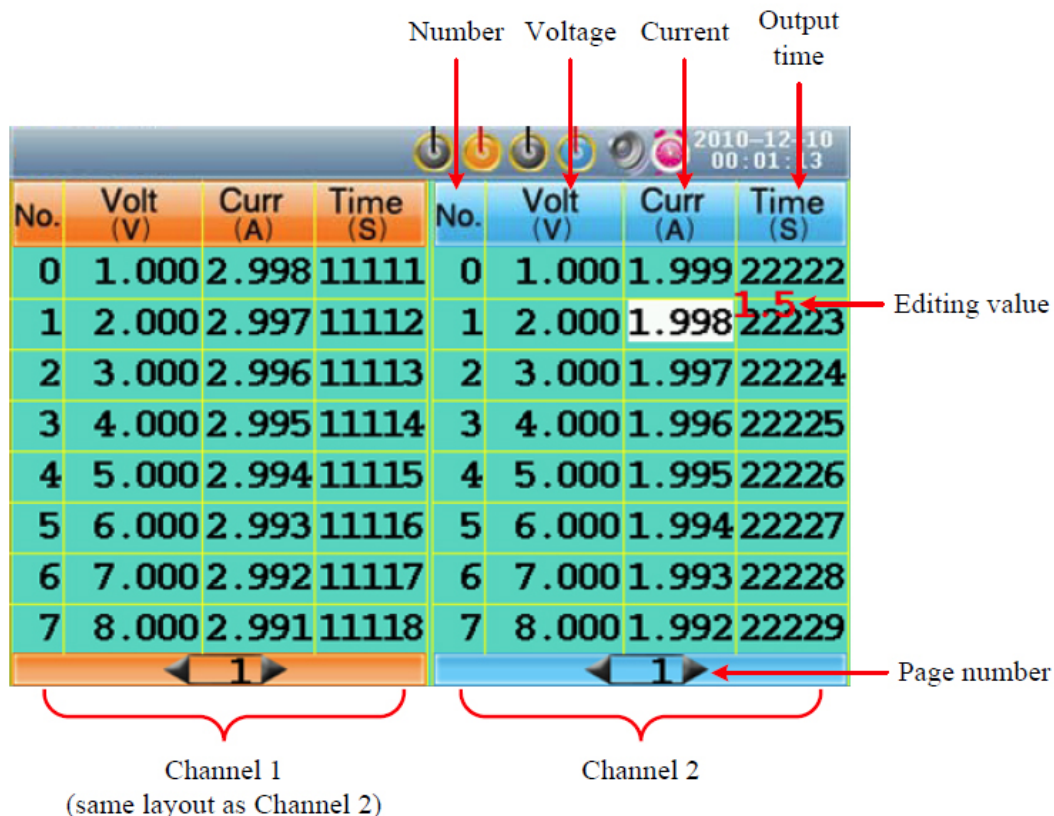 Number Voltage Current Output time
2010-12-10
00:01:13
No. Volt (V) Curr (A) Time (S) No. Volt (V) Curr (A) Time (S)
0 1.000 2.998 11111 0 1.000 1.999 22222
1.5 Editing value
1 2.000 2.997 11112 1 2.000 1.998 22223
2 3.000 2.996 11113 2 3.000 1.997 22224
3 4.000 2.995 11114 3 4.000 1.996 22225
4 5.000 2.994 11115 4 5.000 1.995 22226
5 6.000 2.993 11116 5 6.000 1.994 22227
6 7.000 2.992 11117 6 7.000 1.993 22228
7 8.000 2.991 11118 7 8.000 1.992 22229
1 1 Page number
Channel 1 Channel 2
(same layout as Channel 2)